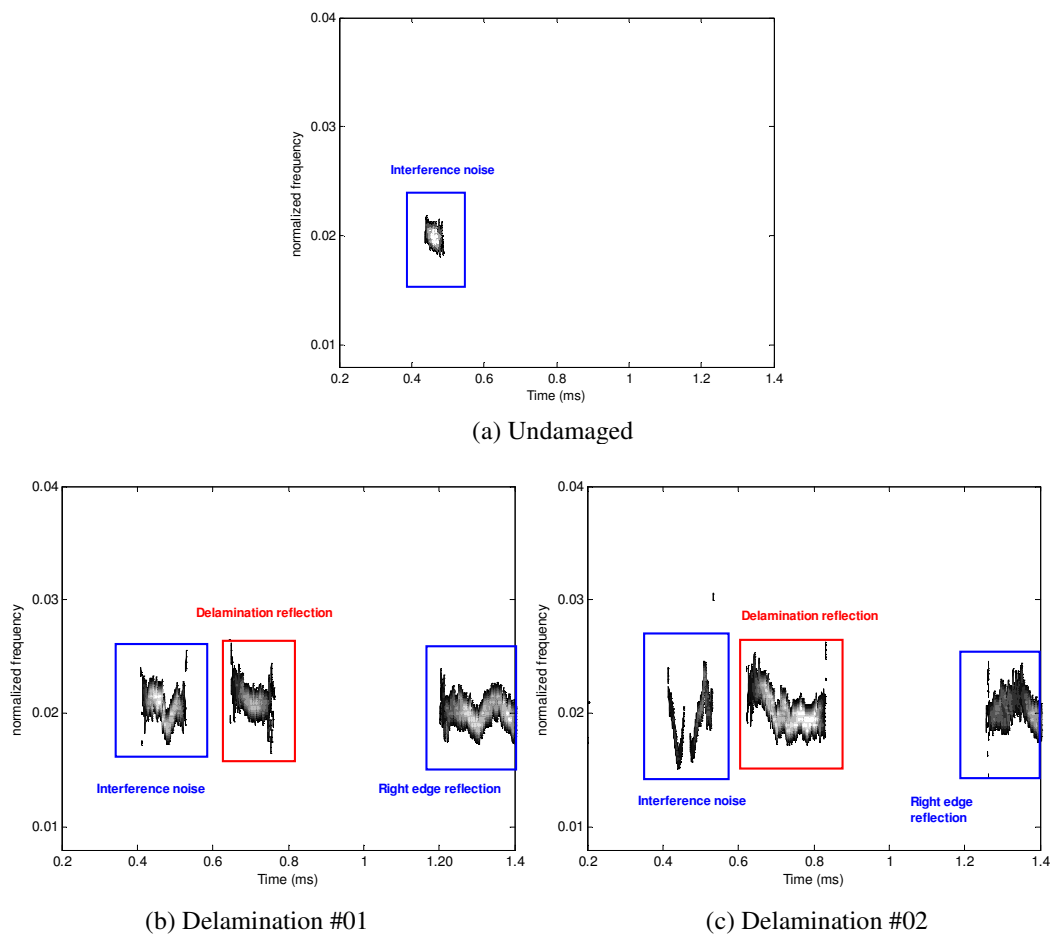 0.04
0.03
0.02
0.01
normalized frequency
Interference noise
0.2 0.4 0.6 0.8 1 1.2 1.4
Time (ms)
(a) Undamaged
0.04
0.03
0.02
0.01
normalized frequency
Delamination reflection
Interference noise
Right edge reflection
0.2 0.4 0.6 0.8 1 1.20 1.4
Time (ms)
(b) Delamination #01
0.04
0.03
0.02
0.01
normalized frequency
Delamination reflection
Interference noise
Right edge
reflection
0.2 0.4 0.6 0.8 1 1.2 1.4
Time (ms)
(c) Delamination #02